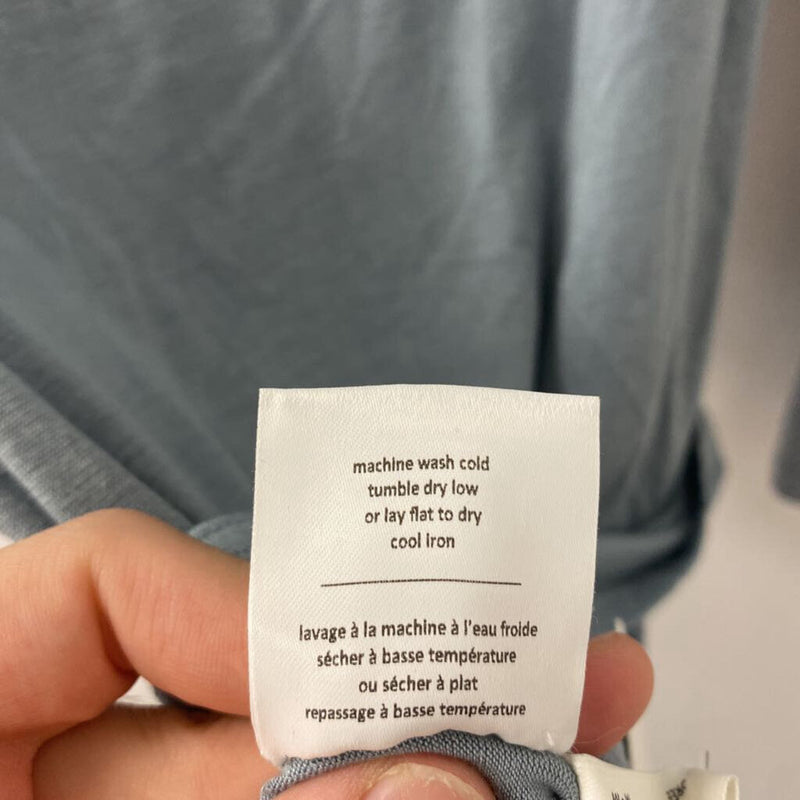 machine wash cold
tumble dry low
or lay flat to dry
cool iron
lavage à la machine à l'eau froide
sécher à basse température
ou sécher à plat
repassage à basse température